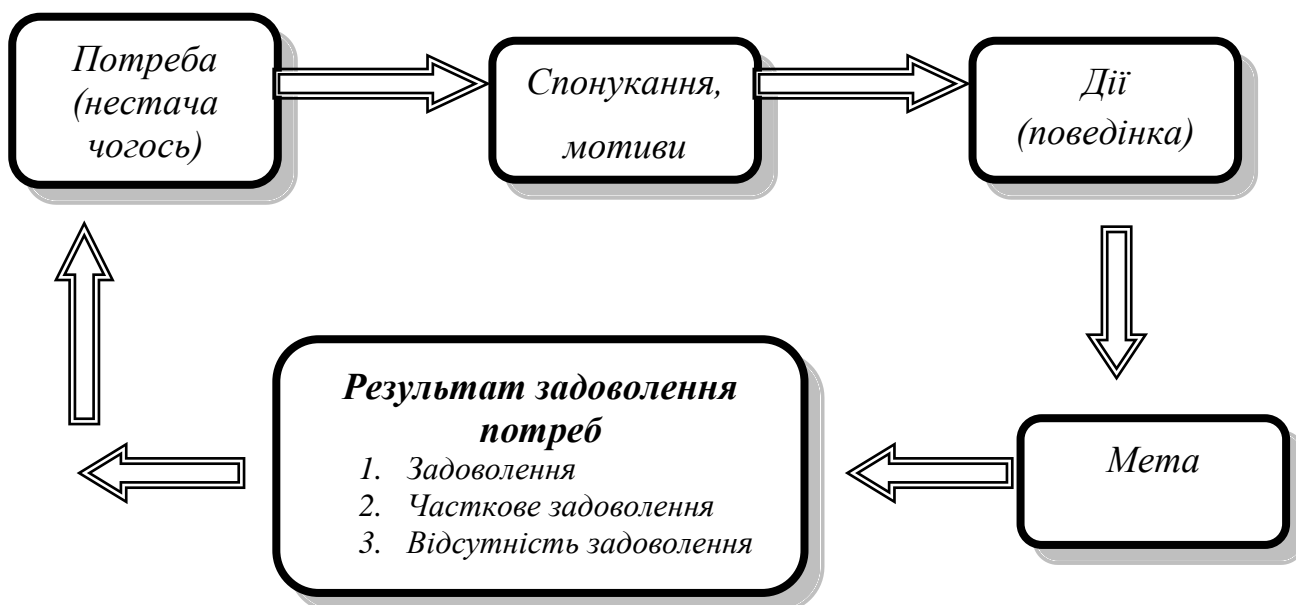 Потреба
(нестача
чогось)
Спонукання,
мотиви
Дії
(поведінка)
Результат задоволення
потреб
1. Задоволення
2. Часткове задоволення
3. Відсутність задоволення
Мета